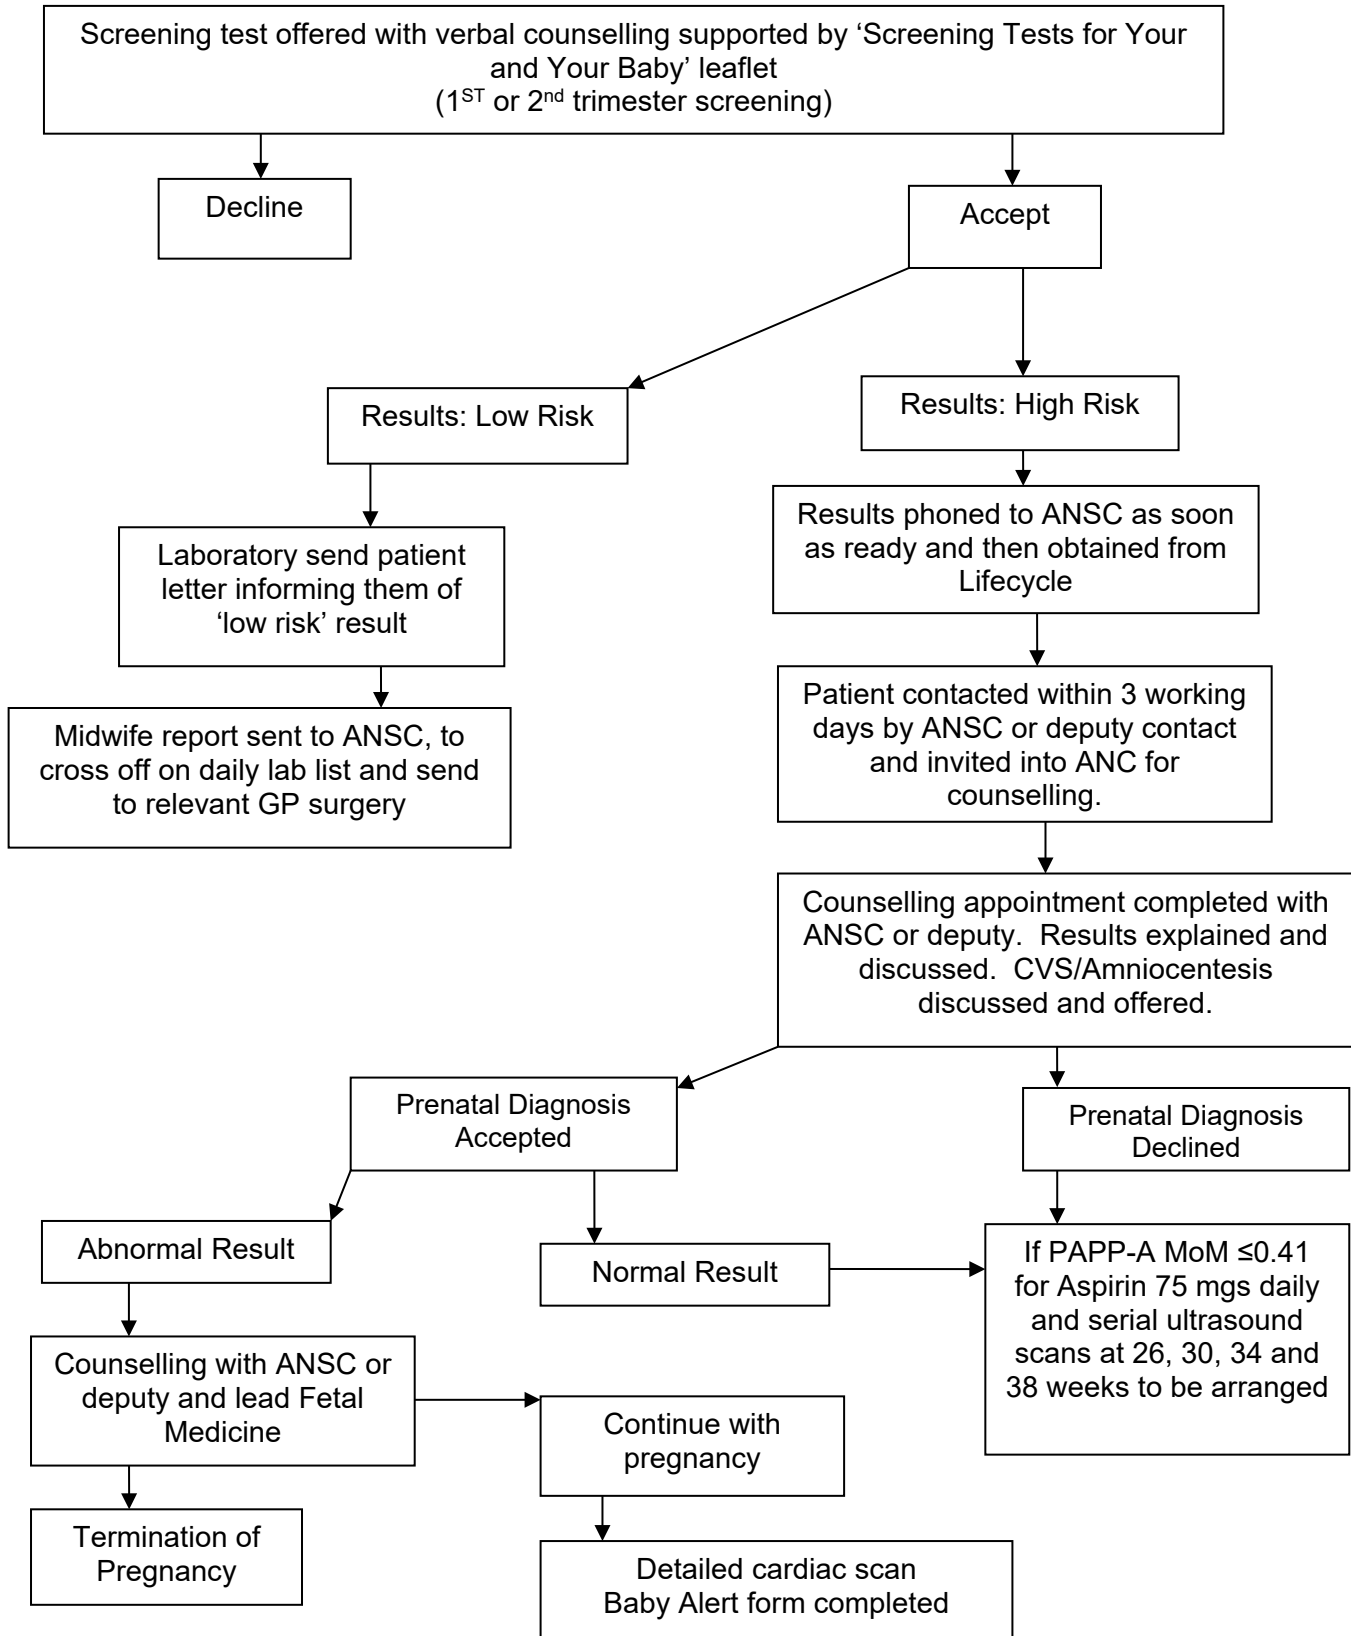 Screening test offered with verbal counselling supported by ‘Screening Tests for Your
and Your Baby’ leaflet
(1ST or 2nd trimester screening)
Decline
Accept
Results: Low Risk
Results: High Risk
Laboratory send patient
letter informing them of
‘low risk’ result
Results phoned to ANSC as soon
as ready and then obtained from
Lifecycle
Midwife report sent to ANSC, to
cross off on daily lab list and send
to relevant GP surgery
Patient contacted within 3 working
days by ANSC or deputy contact
and invited into ANC for
counselling.
Counselling appointment completed with
ANSC or deputy.  Results explained and
discussed.  CVS/Amniocentesis
discussed and offered.
Prenatal Diagnosis
Accepted
Prenatal Diagnosis
Declined
Abnormal Result
Normal Result
If PAPP-A MoM ≤0.41
for Aspirin 75 mgs daily
and serial ultrasound
scans at 26, 30, 34 and
38 weeks to be arranged
Counselling with ANSC or
deputy and lead Fetal
Medicine
Continue with
pregnancy
Termination of
Pregnancy
Detailed cardiac scan
Baby Alert form completed